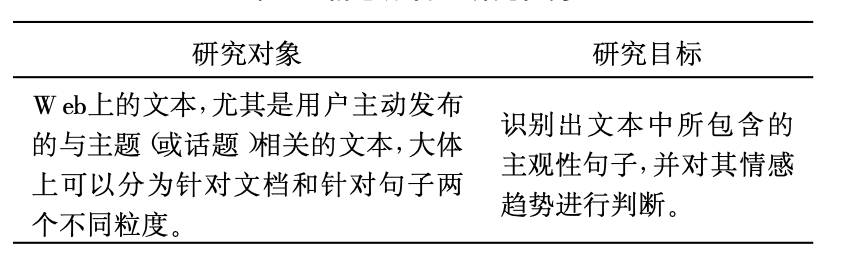 研究对象 研究目标
Web上的文本,尤其是用户主动发布
的与主题(或话题)相关的文本,大体
上可以分为针对文档和针对句子两
个不同粒度。
识别出文本中所包含的
主观性句子,并对其情感
趋势进行判断。